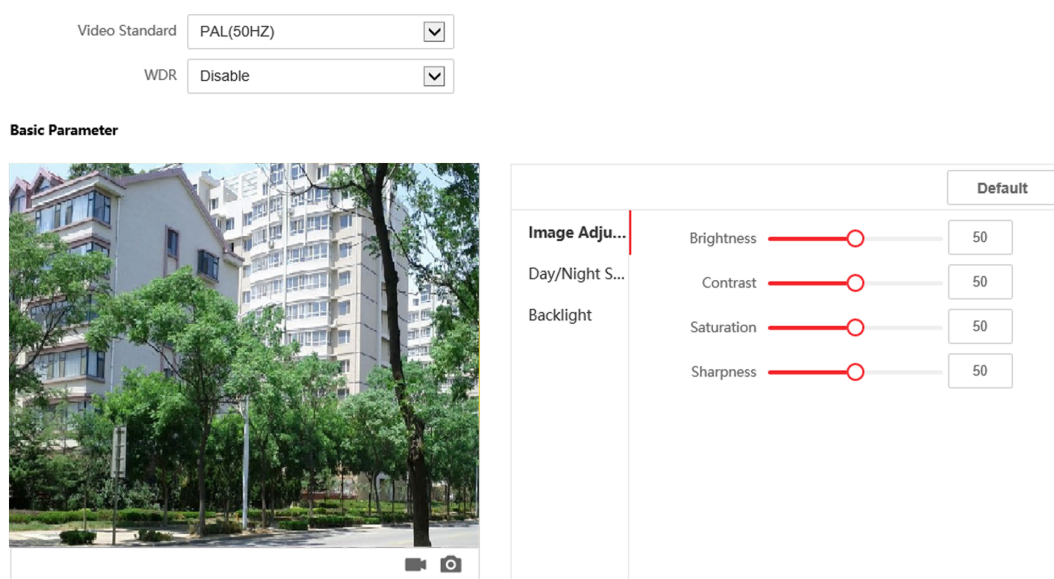 Video Standard PAL(50HZ)
WDR Disable
Basic Parameter
Default
Image Adju...
Day/Night S...
Backlight
Brightness 50
Contrast 50
Saturation 50
Sharpness 50